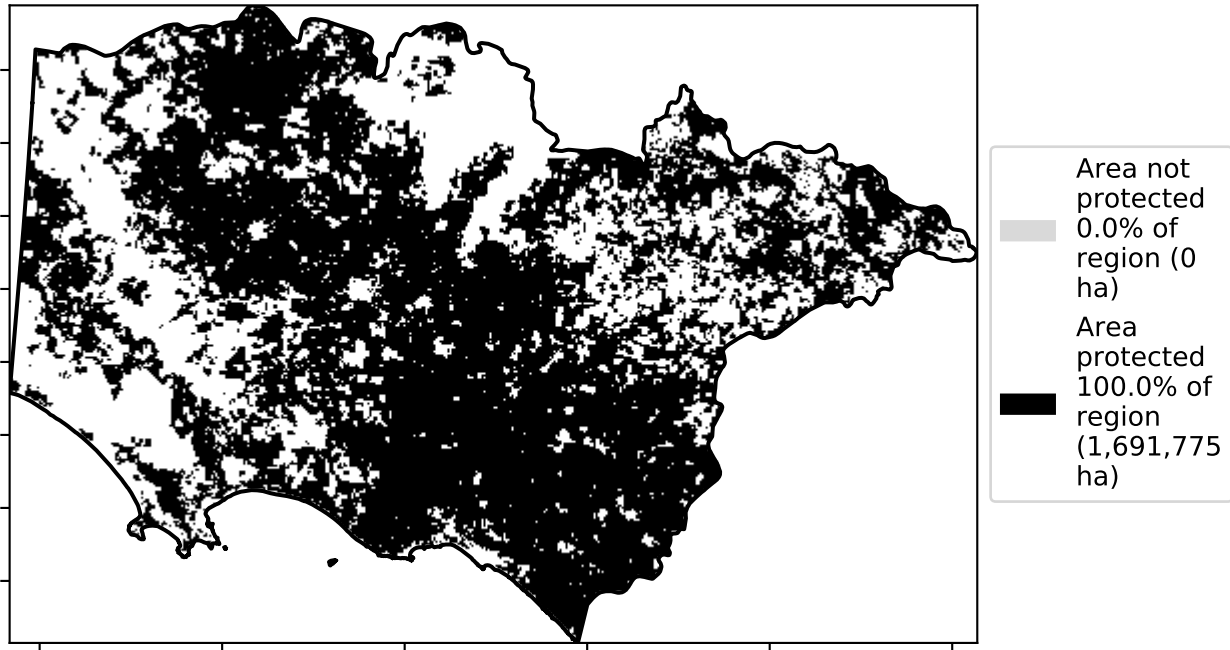 Area not
protected
0.0% of
region (0
ha)
Area
protected
100.0% of
region
(1,691,775
ha)